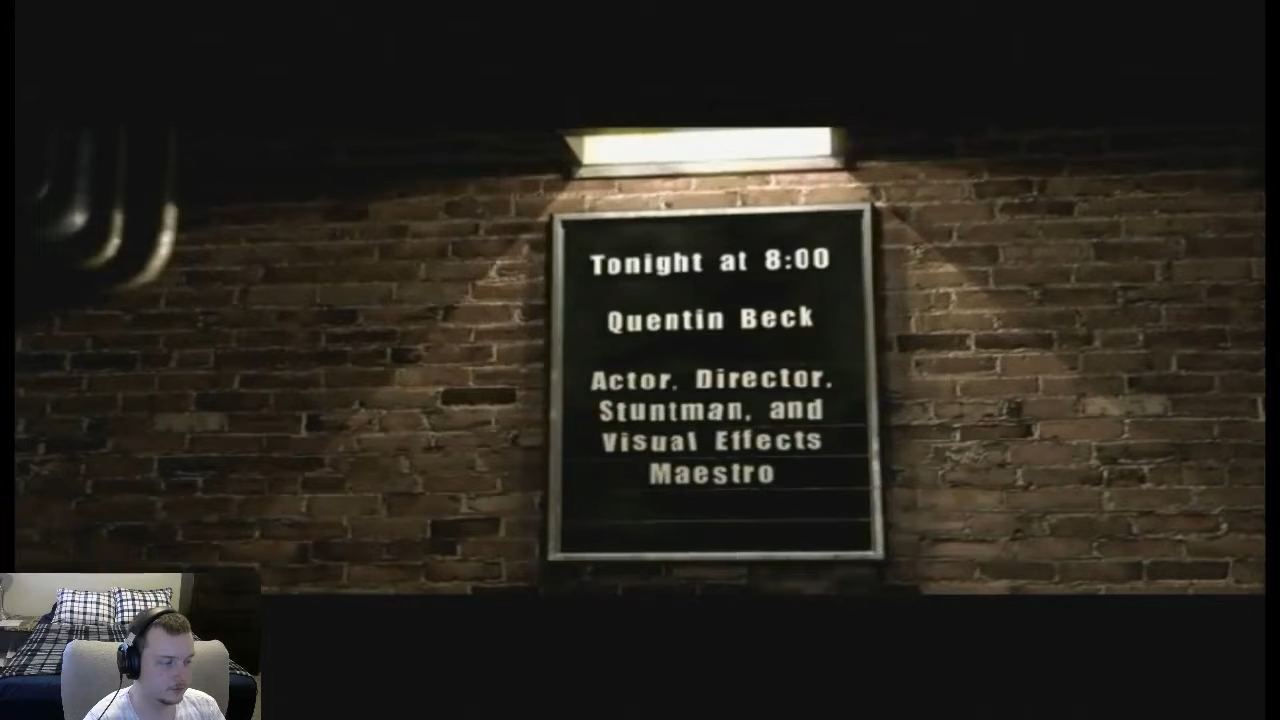 Tonight at 8:00
Quentin Beck
Actor, Director,
Stuntman, and
Visual Effects
Maestro